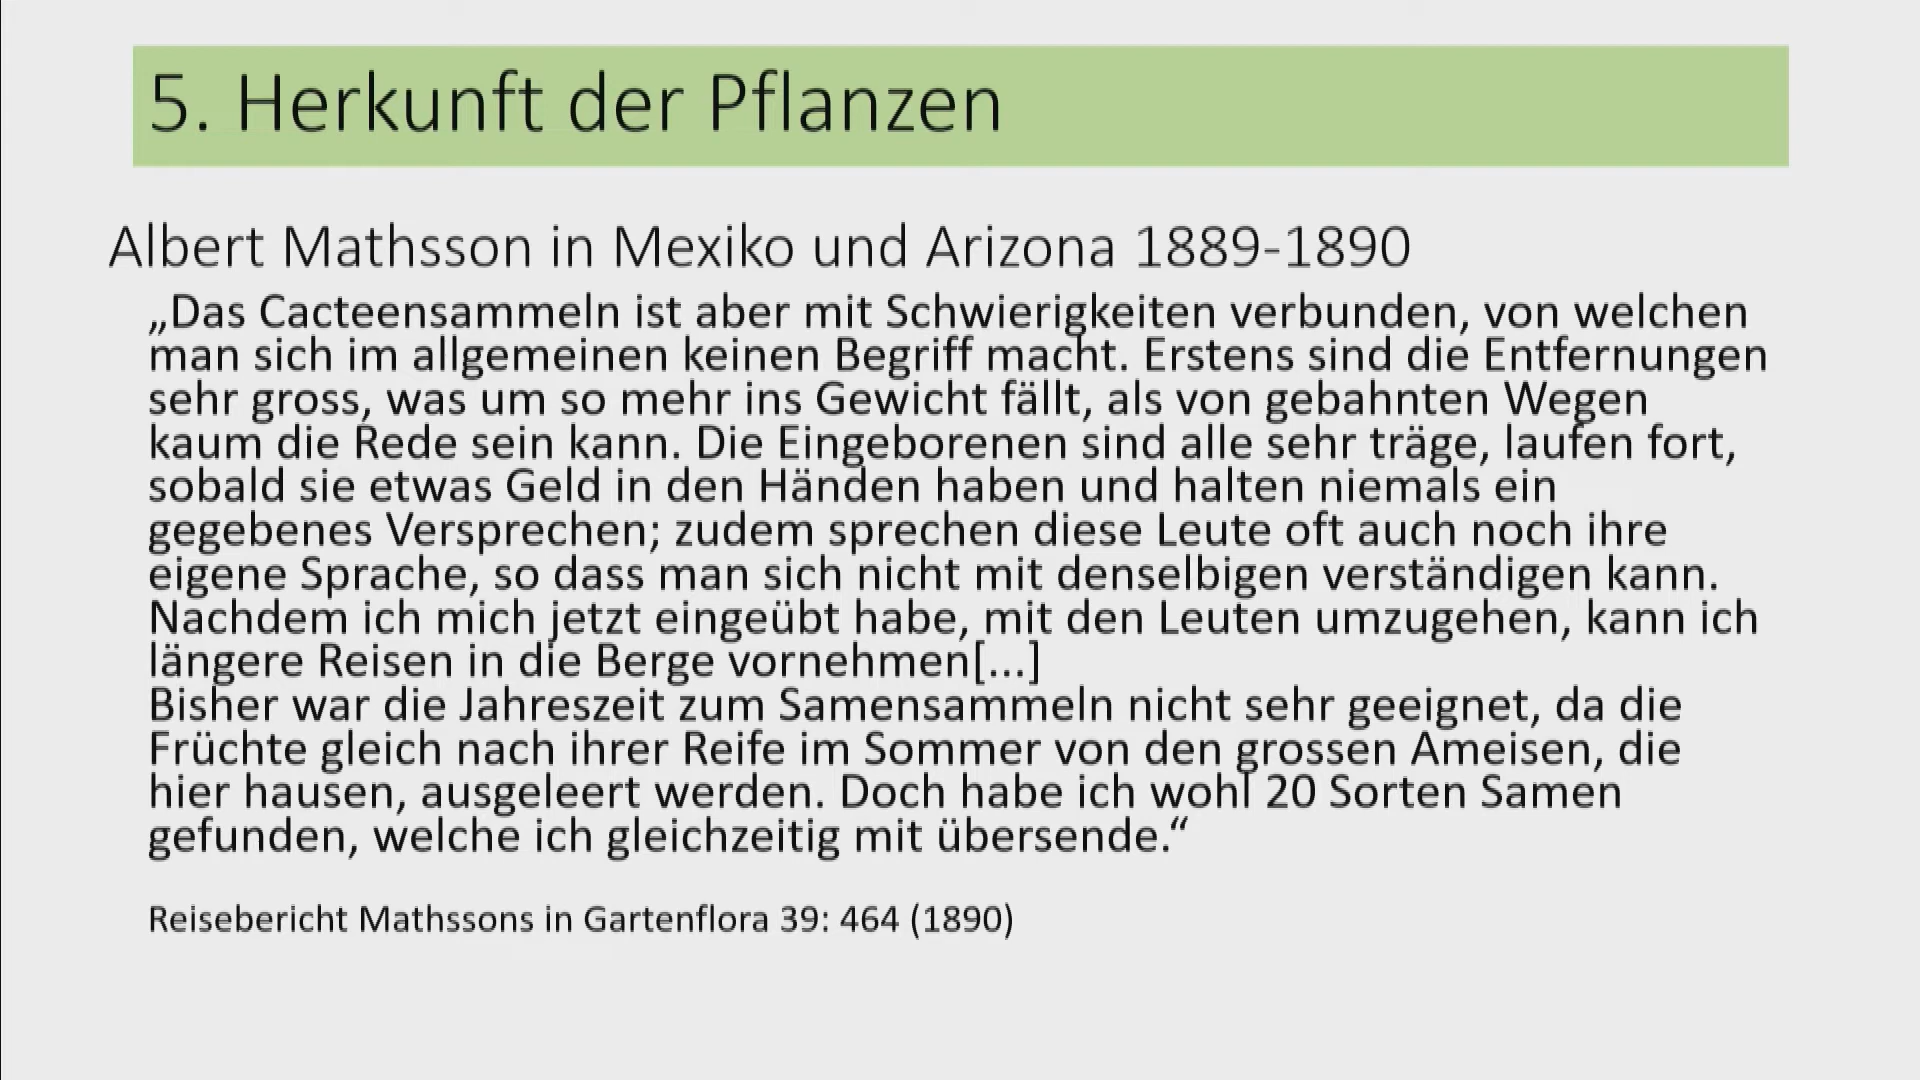 5. Herkunft der Pflanzen
Albert Mathsson in Mexiko und Arizona 1889-1890
„Das Cacteensammeln ist aber mit Schwierigkeiten verbunden, von welchen
man sich im allgemeinen keinen Begriff macht. Erstens sind die Entfernungen
sehr gross, was um so mehr ins Gewicht fällt, als von gebahnten Wegen
kaum die Rede sein kann. Die Eingeborenen sind alle sehr träge, laufen fort,
sobald sie etwas Geld in den Händen haben und halten niemals ein
gegebenes Versprechen; zudem sprechen diese Leute oft auch noch ihre
eigene Sprache, so dass man sich nicht mit denselbigen verständigen kann.
Nachdem ich mich jetzt eingeübt habe, mit den Leuten umzugehen, kann ich
längere Reisen in die Berge vornehmen[...]
Bisher war die Jahreszeit zum Samensammeln nicht sehr geeignet, da die
Früchte gleich nach ihrer Reife im Sommer von den grossen Ameisen, die
hier hausen, ausgeleert werden. Doch habe ich wohl 20 Sorten Samen
gefunden, welche ich gleichzeitig mit übersende.“
Reisebericht Mathssons in Gartenflora 39: 464 (1890)